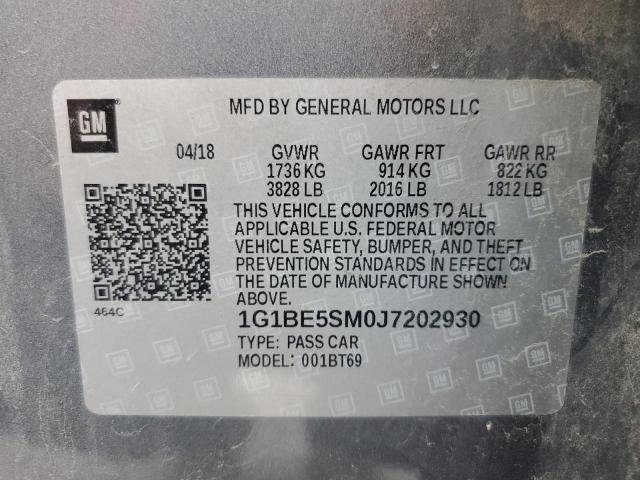 GM
MFD BY GENERAL MOTORS LLC
04/18 GVWR GAWR FRT GAWR RR
1736 KG 914 KG 822 KG
3828 LB 2016 LB 1812 LB
THIS VEHICLE CONFORMS TO ALL
APPLICABLE U.S. FEDERAL MOTOR
VEHICLE SAFETY, BUMPER, AND THEFT
PREVENTION STANDARDS IN EFFECT ON
THE DATE OF MANUFACTURE SHOWN
ABOVE.
464C
1G1BE5SM0J7202930
TYPE: PASS CAR
MODEL: 001BT69